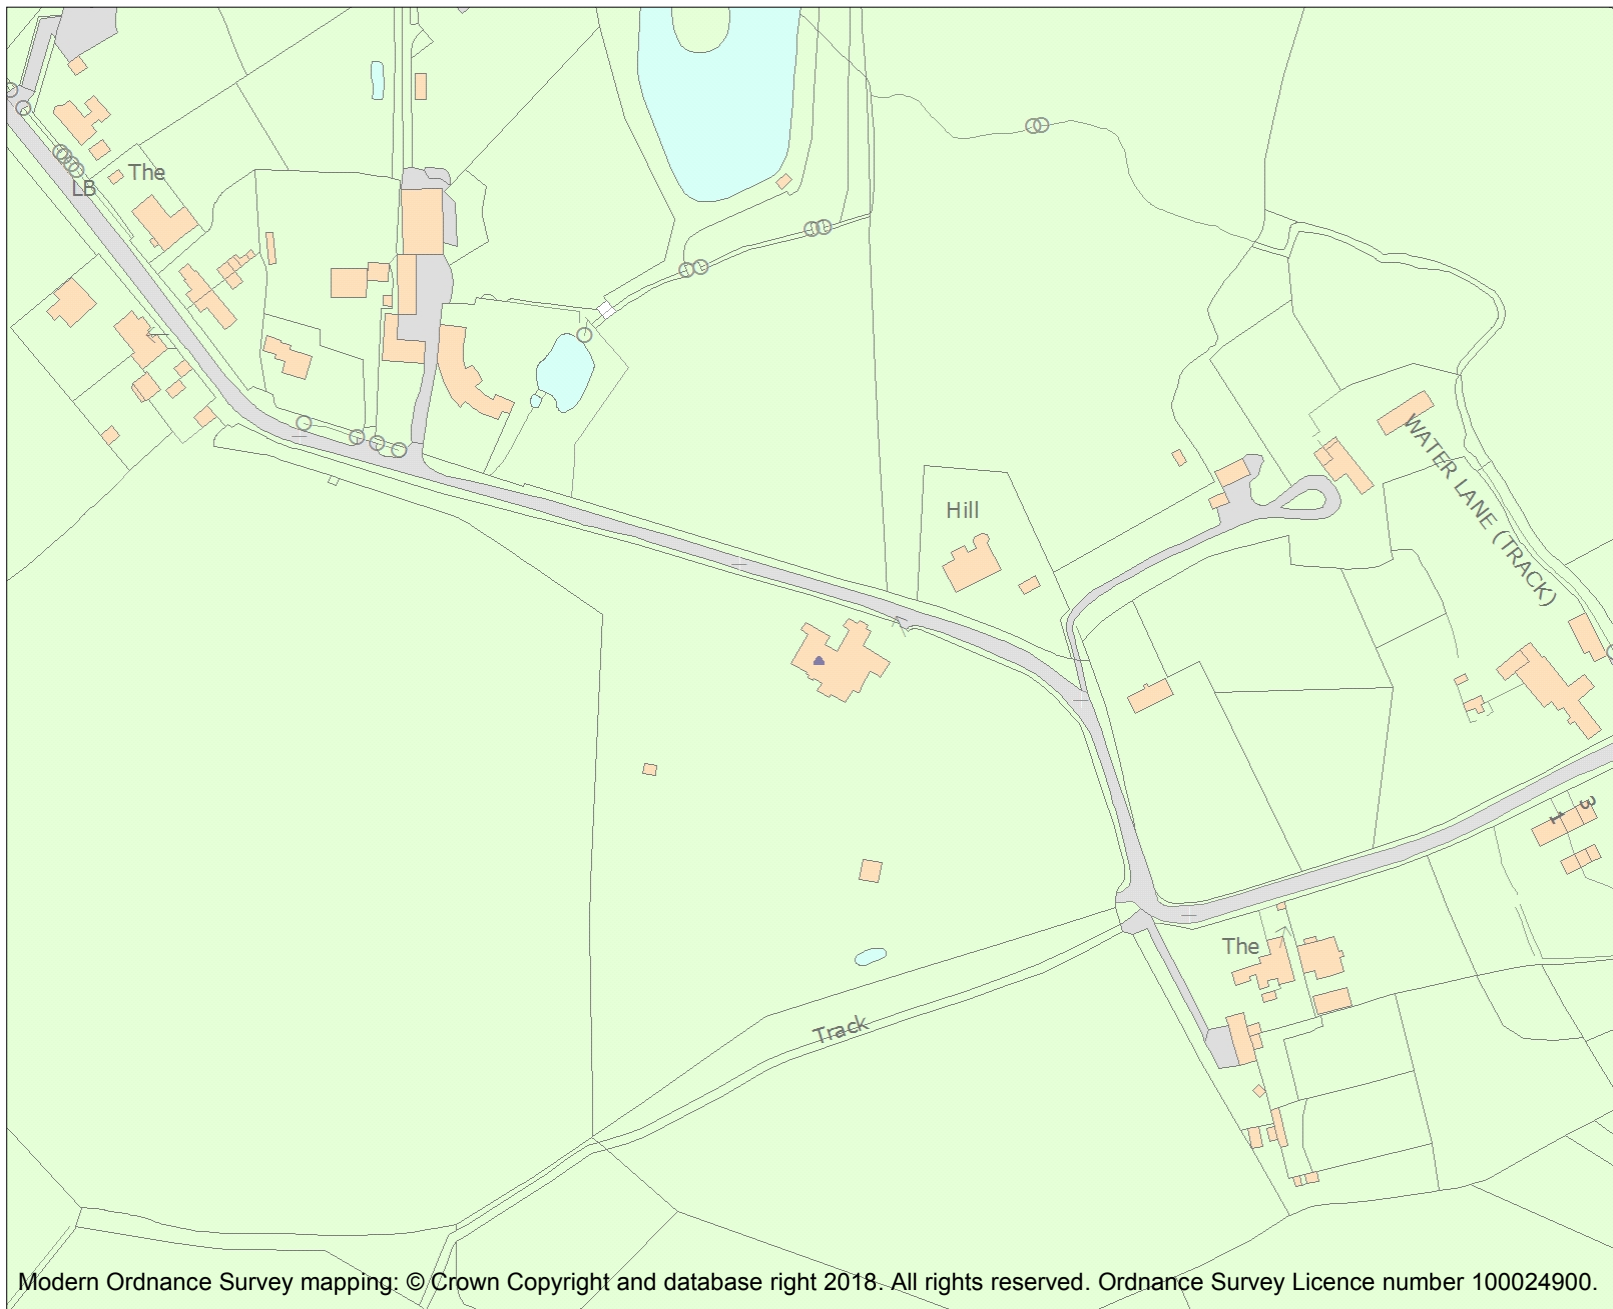 The
LB
Hill
WATER LANE (TRACK)
3
1
The
Track
Modern Ordnance Survey mapping: © Crown Copyright and database right 2018. All rights reserved. Ordnance Survey Licence number 100024900.